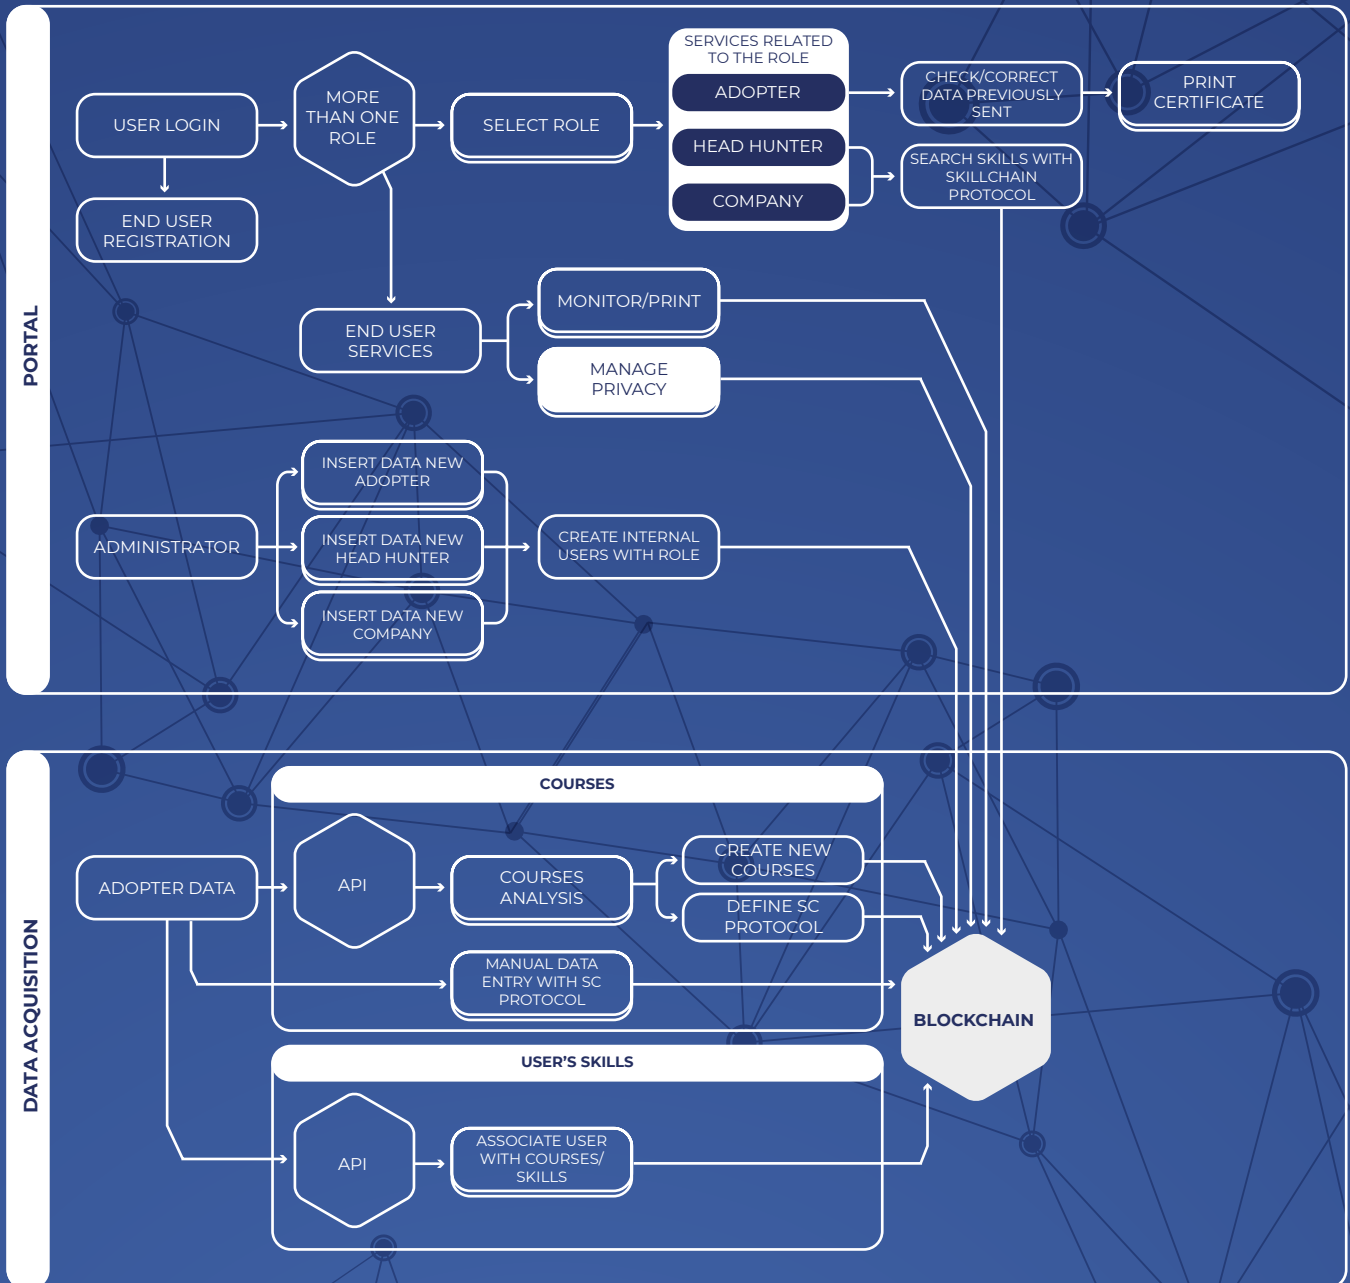 PORTAL
USER LOGIN
END USER
REGISTRATION
MORE
THAN ONE
ROLE
SELECT ROLE
SERVICES RELATED
TO THE ROLE
ADOPTER
HEAD HUNTER
COMPANY
CHECK/CORRECT
DATA PREVIOUSLY
SENT
PRINT
CERTIFICATE
SEARCH SKILLS WITH
SKILLCHAIN
PROTOCOL
END USER
SERVICES
MONITOR/PRINT
MANAGE
PRIVACY
ADMINISTRATOR
INSERT DATA NEW
ADOPTER
INSERT DATA NEW
HEAD HUNTER
INSERT DATA NEW
COMPANY
CREATE INTERNAL
USERS WITH ROLE
DATA ACQUISITION
COURSES
ADOPTER DATA
API
COURSES
ANALYSIS
CREATE NEW
COURSES
DEFINE SC
PROTOCOL
MANUAL DATA
ENTRY WITH SC
PROTOCOL
BLOCKCHAIN
USER’S SKILLS
API
ASSOCIATE USER
WITH COURSES/
SKILLS